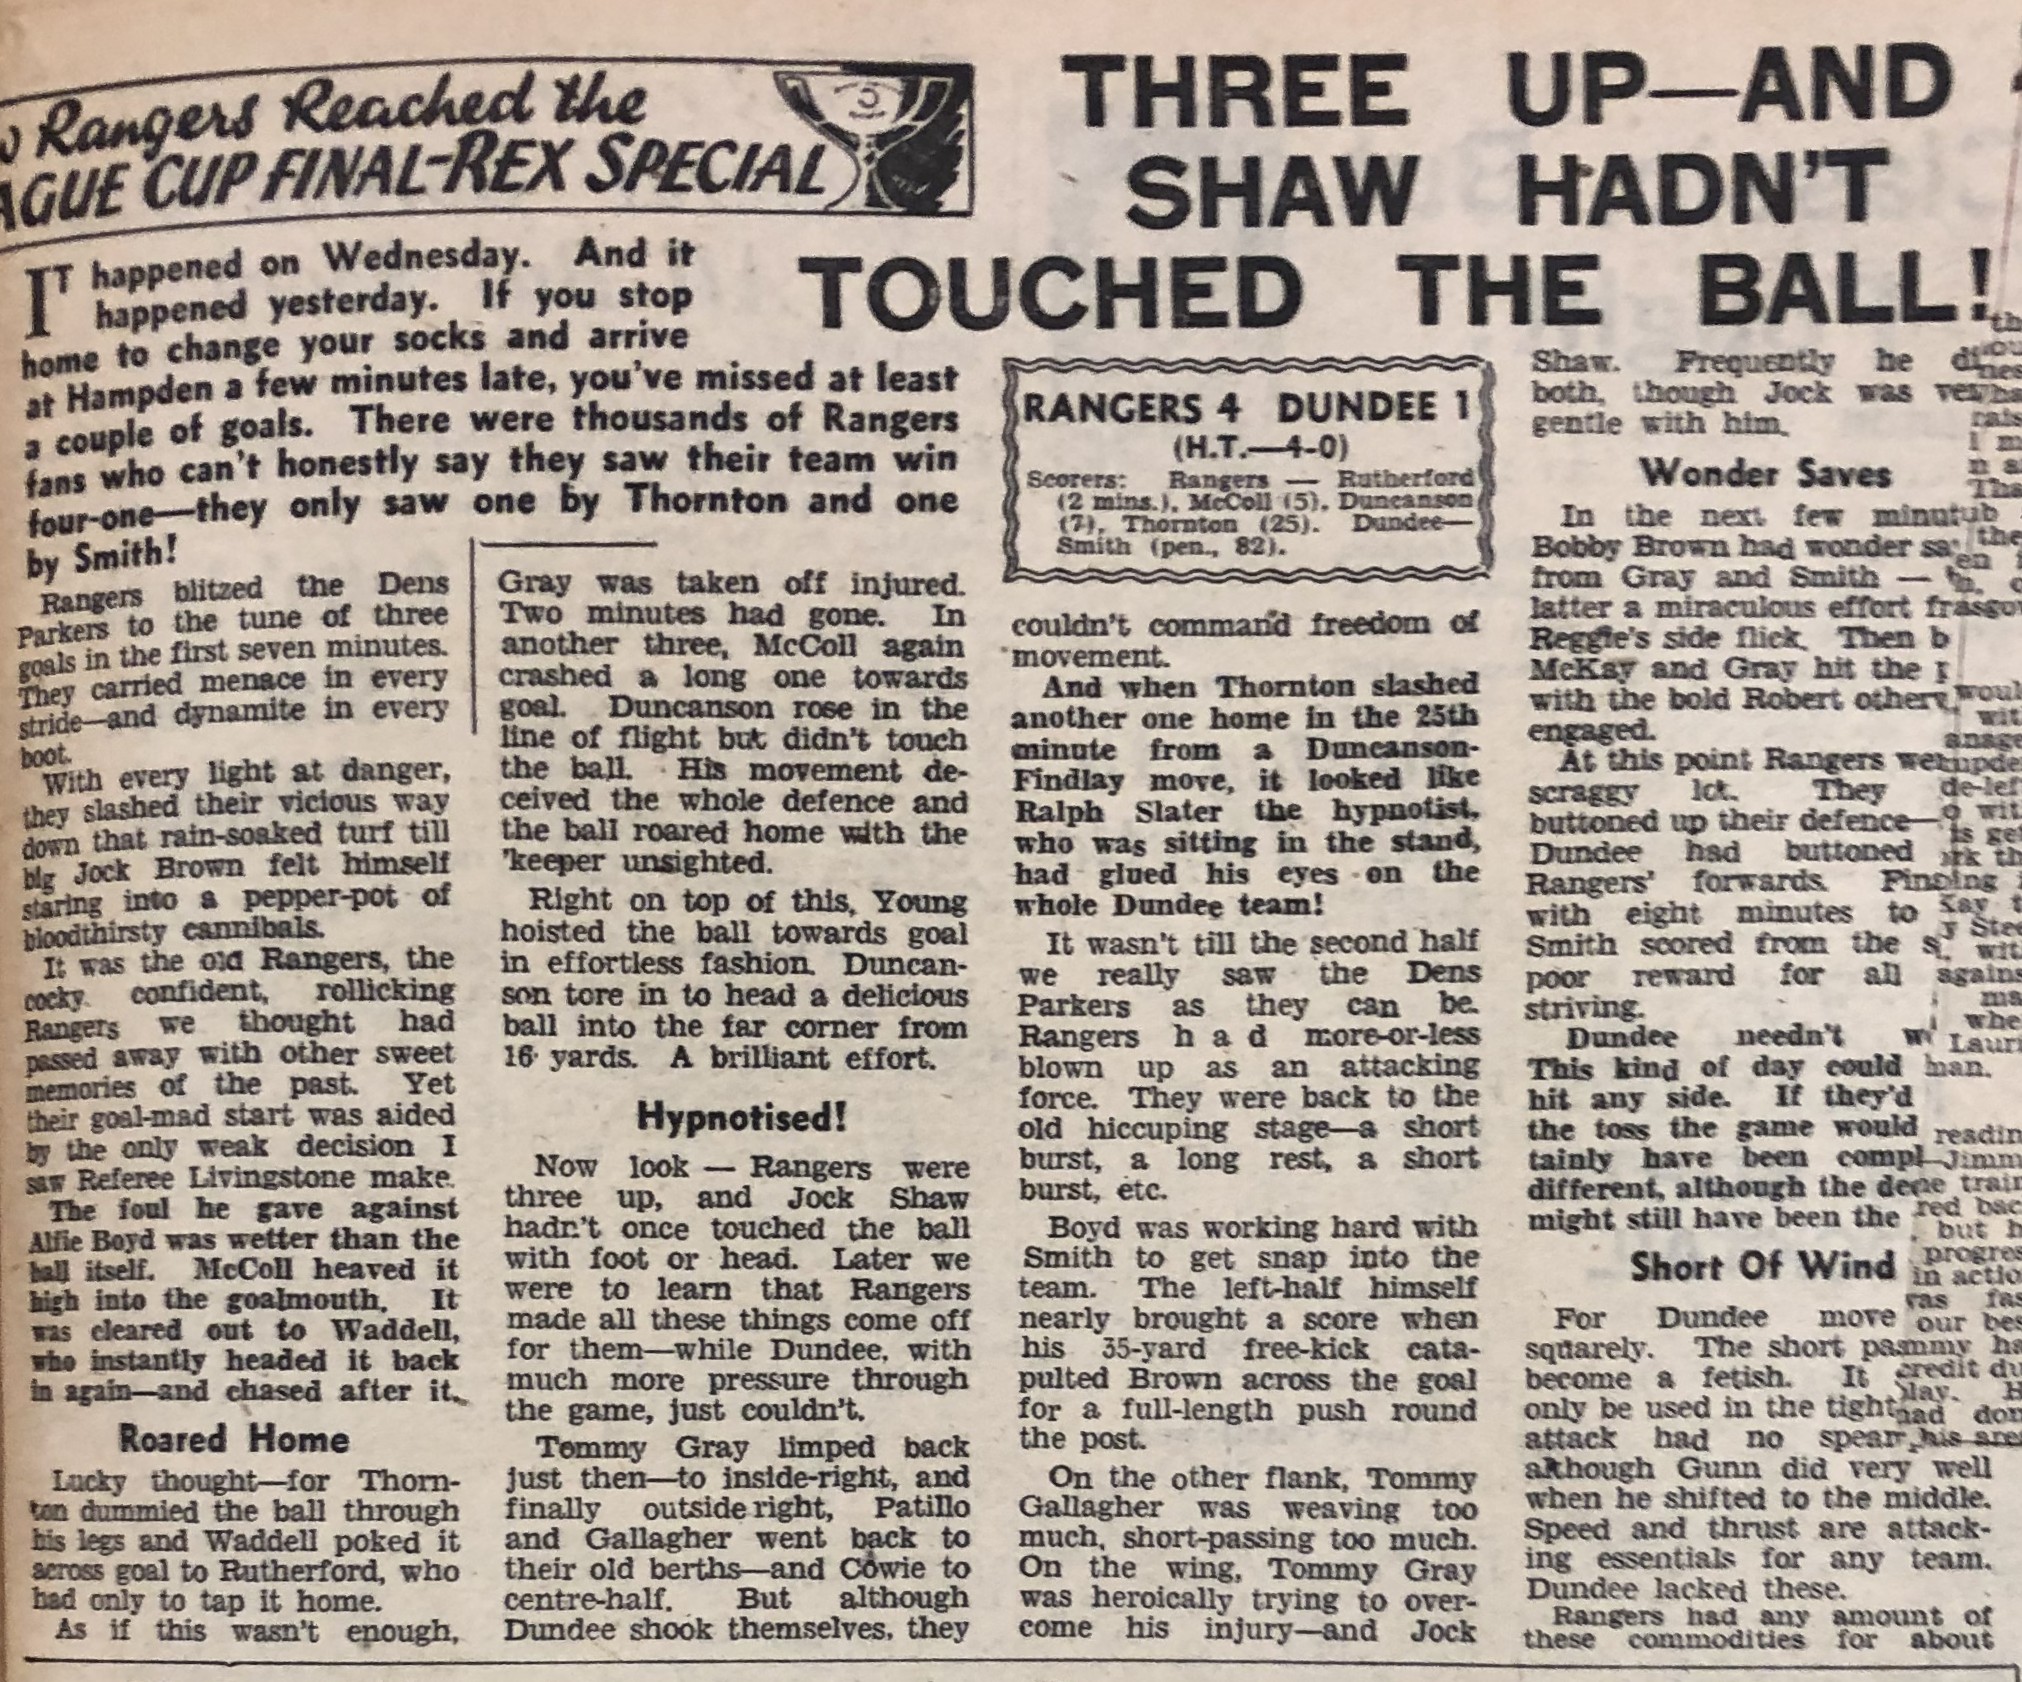 Rangers Reached the
CUP FINAL-REX SPECIAL
THREE UP—AND
SHAW HADN'T
TOUCHED THE BALL!
IT happened on Wednesday. And it
happened yesterday. If you stop
home to change your socks and arrive
at Hampden a few minutes late, you've missed at least
a couple of goals. There were thousands of Rangers
fans who can't honestly say they saw their team win
four-one—they only saw one by Thornton and one
by Smith!
Rangers blitzed the Dens
Parkers to the tune of three
goals in the first seven minutes.
They carried menace in every
stride—and dynamite in every
boot.
With every light at danger,
they slashed their vicious way
down that rain-soaked turf till
big Jock Brown felt himself
staring into a pepper-pot of
bloodthirsty cannibals.
It was the old Rangers, the
cocky confident, rollicking
Rangers we thought had
passed away with other sweet
memories of the past. Yet
their goal-mad start was aided
by the only weak decision I
saw Referee Livingstone make.
The foul he gave against
Alfie Boyd was wetter than the
ball itself. McColl heaved it
high into the goalmouth. It
was cleared out to Waddell,
who instantly headed it back
in again—and chased after it.
Roared Home
Lucky thought—for Thorn-
ton dummied the ball through
his legs and Waddell poked it
across goal to Rutherford, who
had only to tap it home.
As if this wasn't enough,
Gray was taken off injured.
Two minutes had gone. In
another three, McColl again
crashed a long one towards
goal. Duncanson rose in the
line of flight but didn't touch
the ball. His movement de-
ceived the whole defence and
the ball roared home with the
'keeper unsighted.
Right on top of this, Young
hoisted the ball towards goal
in effortless fashion. Duncan-
son tore in to head a delicious
ball into the far corner from
16 yards. A brilliant effort.
Hypnotised!
Now look — Rangers were
three up, and Jock Shaw
hadn't once touched the ball
with foot or head. Later we
were to learn that Rangers
made all these things come off
for them—while Dundee, with
much more pressure through
the game, just couldn't.
Tommy Gray limped back
just then—to inside-right, and
finally outside right, Patillo
and Gallagher went back to
their old berths—and Cowie to
centre-half. But although
Dundee shook themselves, they
RANGERS 4 DUNDEE 1
(H.T.—4-0)
Scorers: Rangers — Rutherford
(2 mins.), McColl (5), Duncanson
(7), Thornton (25). Dundee—
Smith (pen., 82).
couldn't command freedom of
movement.
And when Thornton slashed
another one home in the 25th
minute from a Duncanson-
Findlay move, it looked like
Ralph Slater the hypnotist,
who was sitting in the stand,
had glued his eyes on the
whole Dundee team!
It wasn't till the second half
we really saw the Dens
Parkers as they can be.
Rangers had more-or-less
blown up as an attacking
force. They were back to the
old hiccuping stage—a short
burst, a long rest, a short
burst, etc.
Boyd was working hard with
Smith to get snap into the
team. The left-half himself
nearly brought a score when
his 35-yard free-kick cata-
pulted Brown across the goal
for a full-length push round
the post.
On the other flank, Tommy
Gallagher was weaving too
much, short-passing too much.
On the wing, Tommy Gray
was heroically trying to over-
come his injury—and Jock
Shaw. Frequently he
both, though Jock was
gentle with him.
Wonder Saves
In the next few
Bobby Brown had wonder
from Gray and Smith —
latter a miraculous effort
Reggie's side flick. Then
McKay and Gray hit the
with the bold Robert
engaged.
At this point Rangers
scraggy lot. They
buttoned up their defence—
Dundee had buttoned
Rangers' forwards.
with eight minutes to
Smith scored from the
poor reward for all
striving.
Dundee needn't
This kind of day could
hit any side. If they'd
the toss the game would
tainly have been
different, although the
might still have been the
Short Of Wind
For Dundee move
squarely. The short
become a fetish. It
only be used in the tight
attack had no
although Gunn did very well
when he shifted to the middle.
Speed and thrust are attack-
ing essentials for any team.
Dundee lacked these.
Rangers had any amount of
these commodities for about